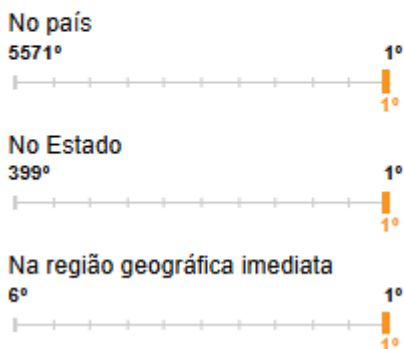 No país
5571º 1º
1º
No Estado
399º 1º
1º
Na região geográfica imediata
6º 1º
1º